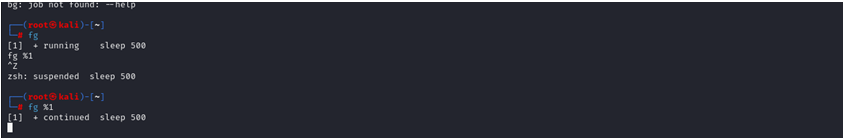 bg: job not found: --help
┌──(root㉿kali)-[~]
└─# fg
[1]  + running    sleep 500
fg %1
^Z
zsh: suspended  sleep 500
┌──(root㉿kali)-[~]
└─# fg %1
[1]  + continued  sleep 500